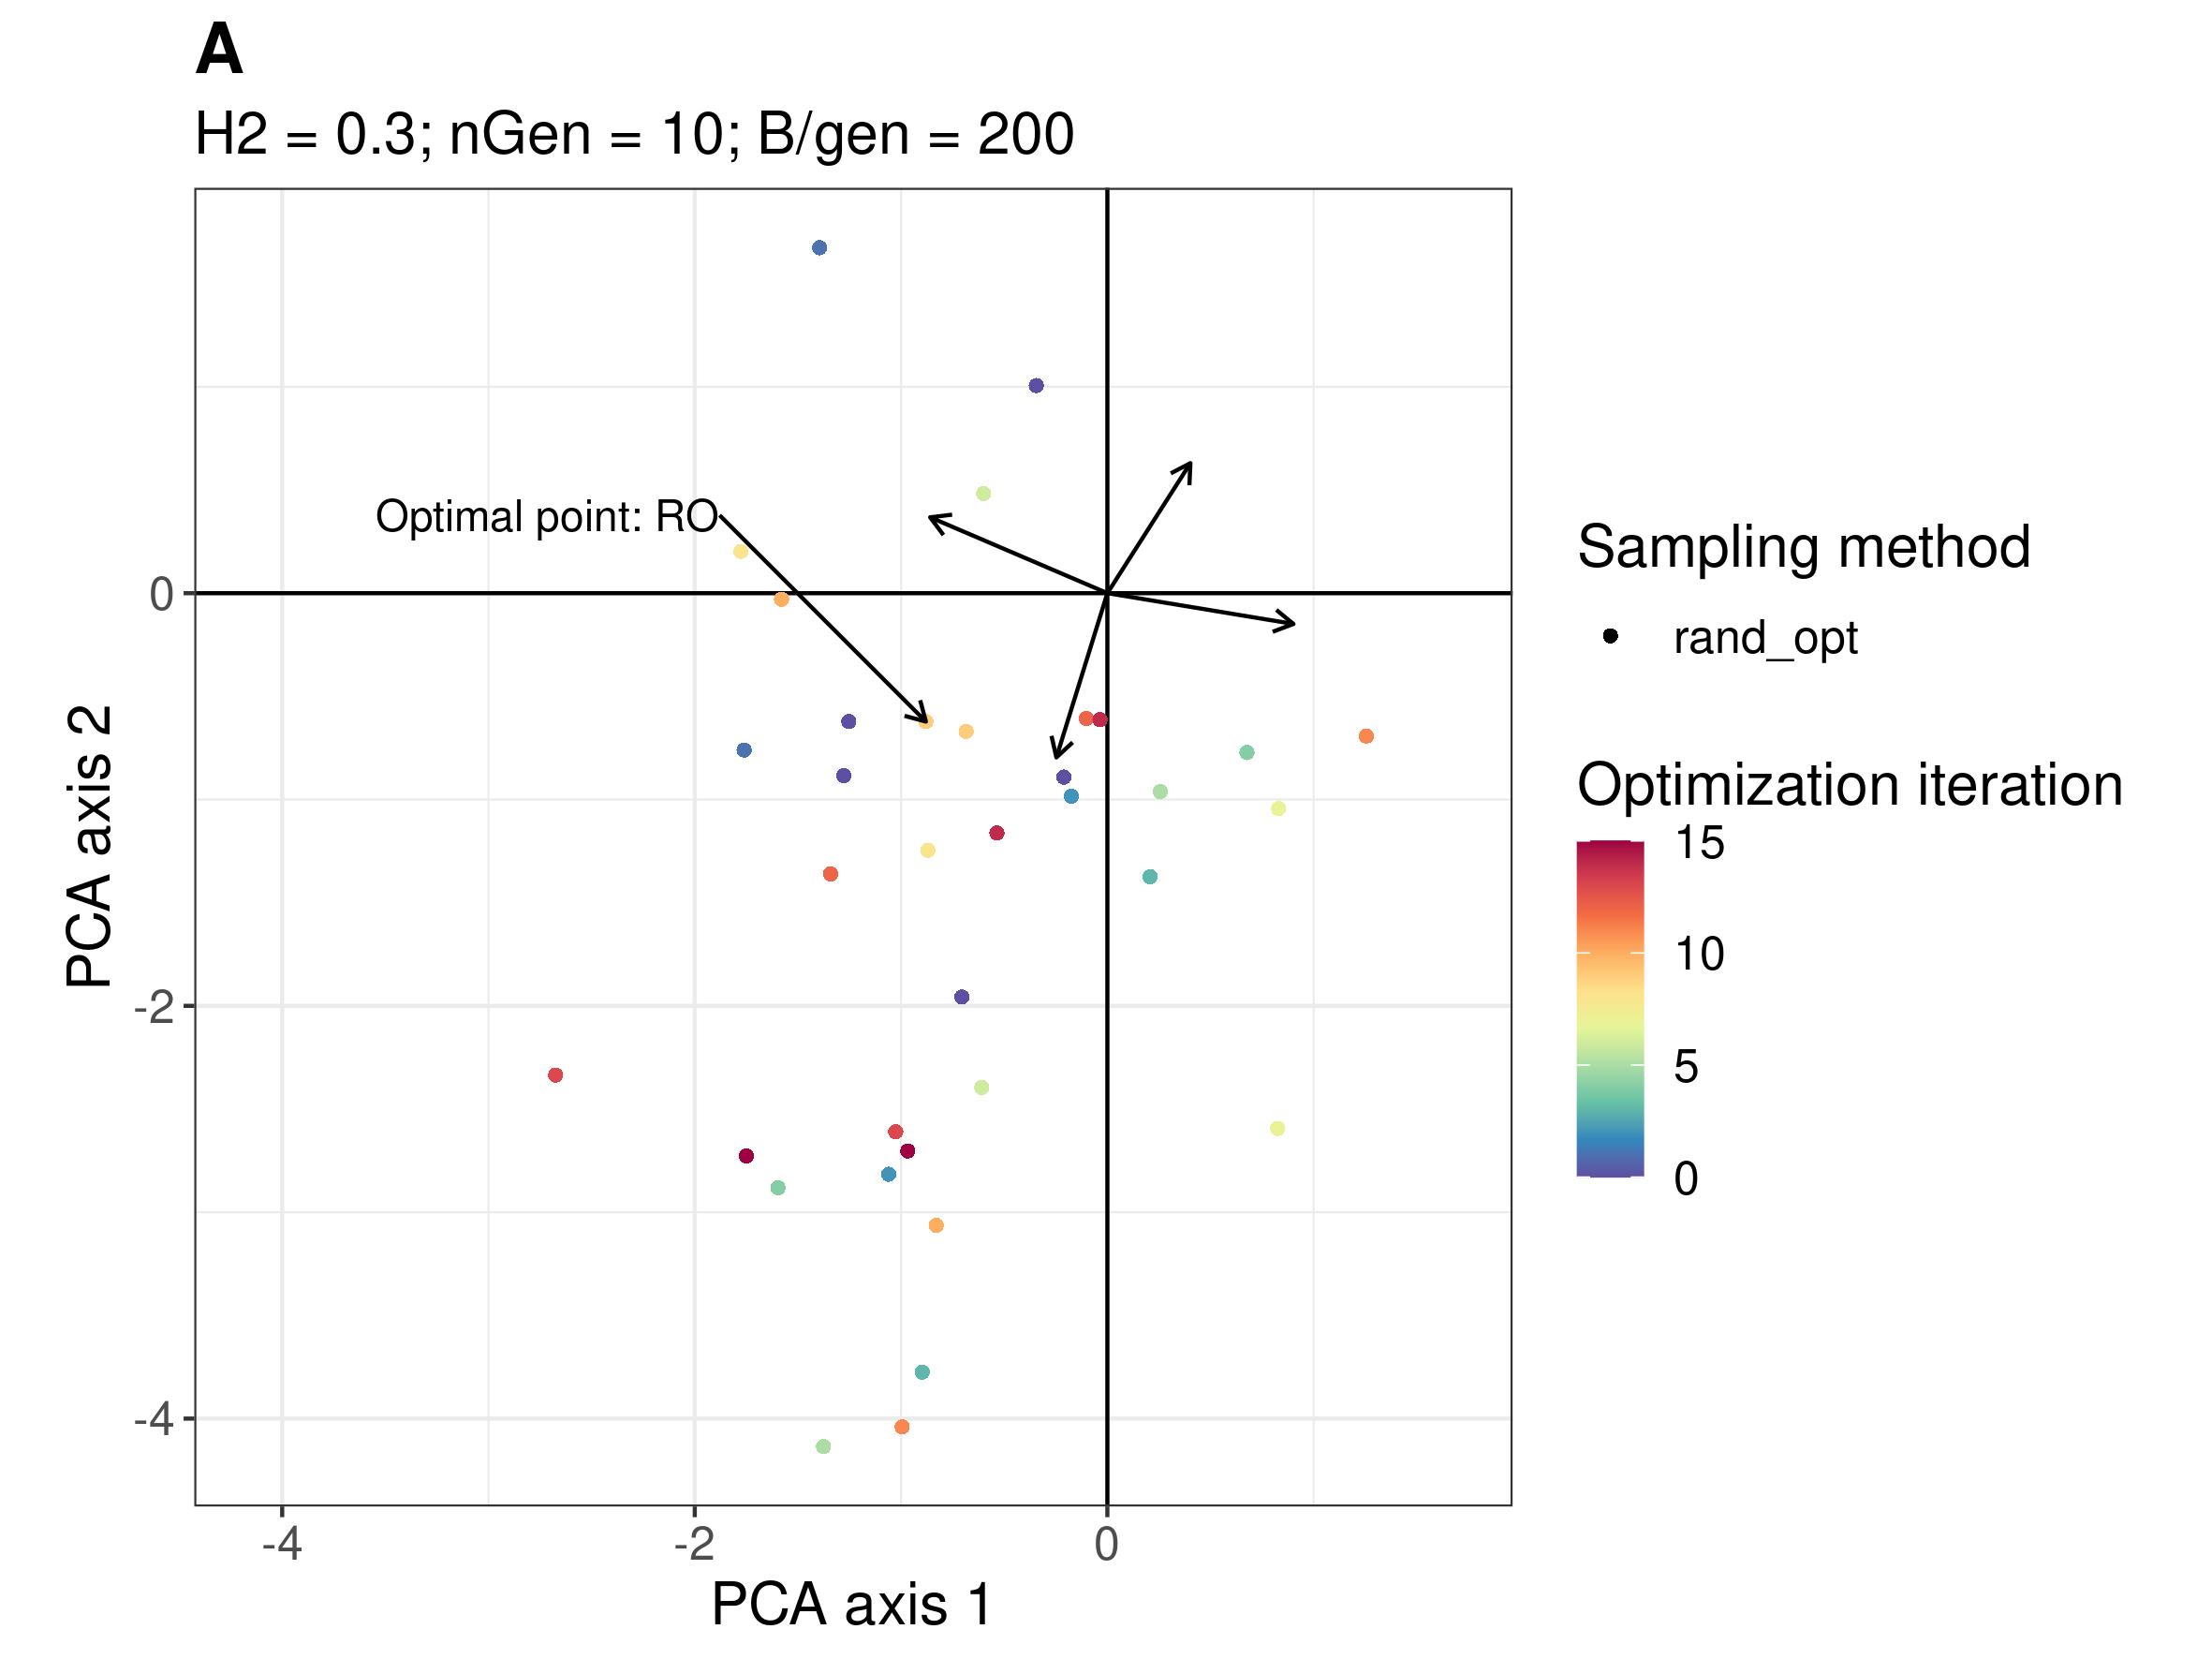 A
H2 = 0.3; nGen = 10; B/gen = 200
Optimal point: RO
0
-2
-4
-4
-2
0
PCA axis 2
PCA axis 1
Sampling method
rand_opt
Optimization iteration
15
10
5
0